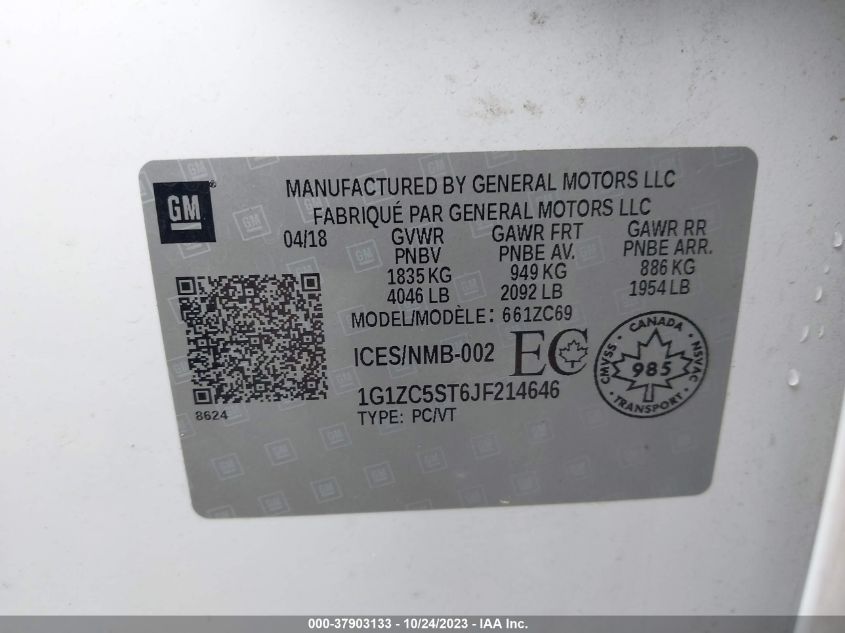 GM
MANUFACTURED BY GENERAL MOTORS LLC
FABRIQUÉ PAR GENERAL MOTORS LLC
04/18 GVWR GAWR FRT GAWR RR
PNBV PNBE AV. PNBE ARR.
1835 KG 949 KG 886 KG
4046 LB 2092 LB 1954 LB
MODEL/MODÈLE: 661ZC69
ICES/NMB-002 EC
CANADA
CMVSS 985 NSVAC
TRANSPORT
1G1ZC5ST6JF214646
8624 TYPE: PC/VT
000-37903133 - 10/24/2023 - IAA Inc.